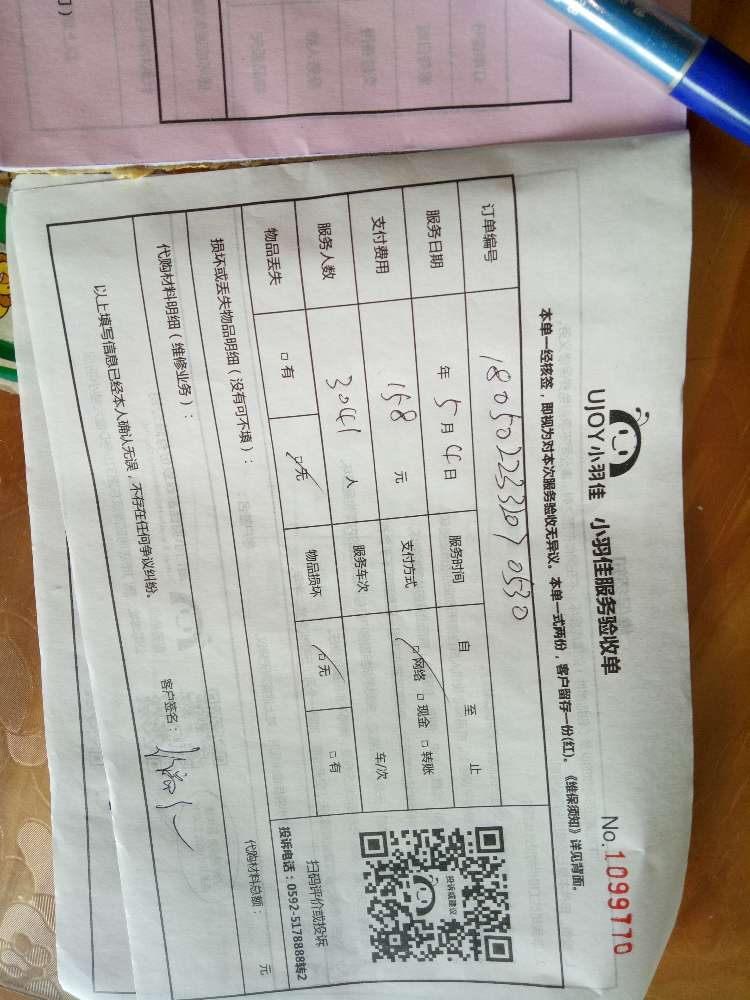 UJOY小羽佳 小羽佳服务验收单
No.1099770
本单一经核签，即视为对本次服务验收无异议。本单一式两份，客户留存一份(红)。《维保须知》详见背面。
订单编号
服务日期 年 5 月 4 日 服务时间 自 至 止
支付费用 158 元 支付方式 □网络 □现金 □转账
服务人数 3041 人 服务车次 车/次
物品丢失 □有 □无 物品损坏 □无 □有
投诉或建议
扫码评价或投诉
投诉电话：0592-5178888转2
损坏或丢失物品明细（没有可不填）：
代购材料明细（维修业务）：
代购材料总额： 元
以上填写信息已经本人确认无误，不存在任何争议纠纷。
客户签名：